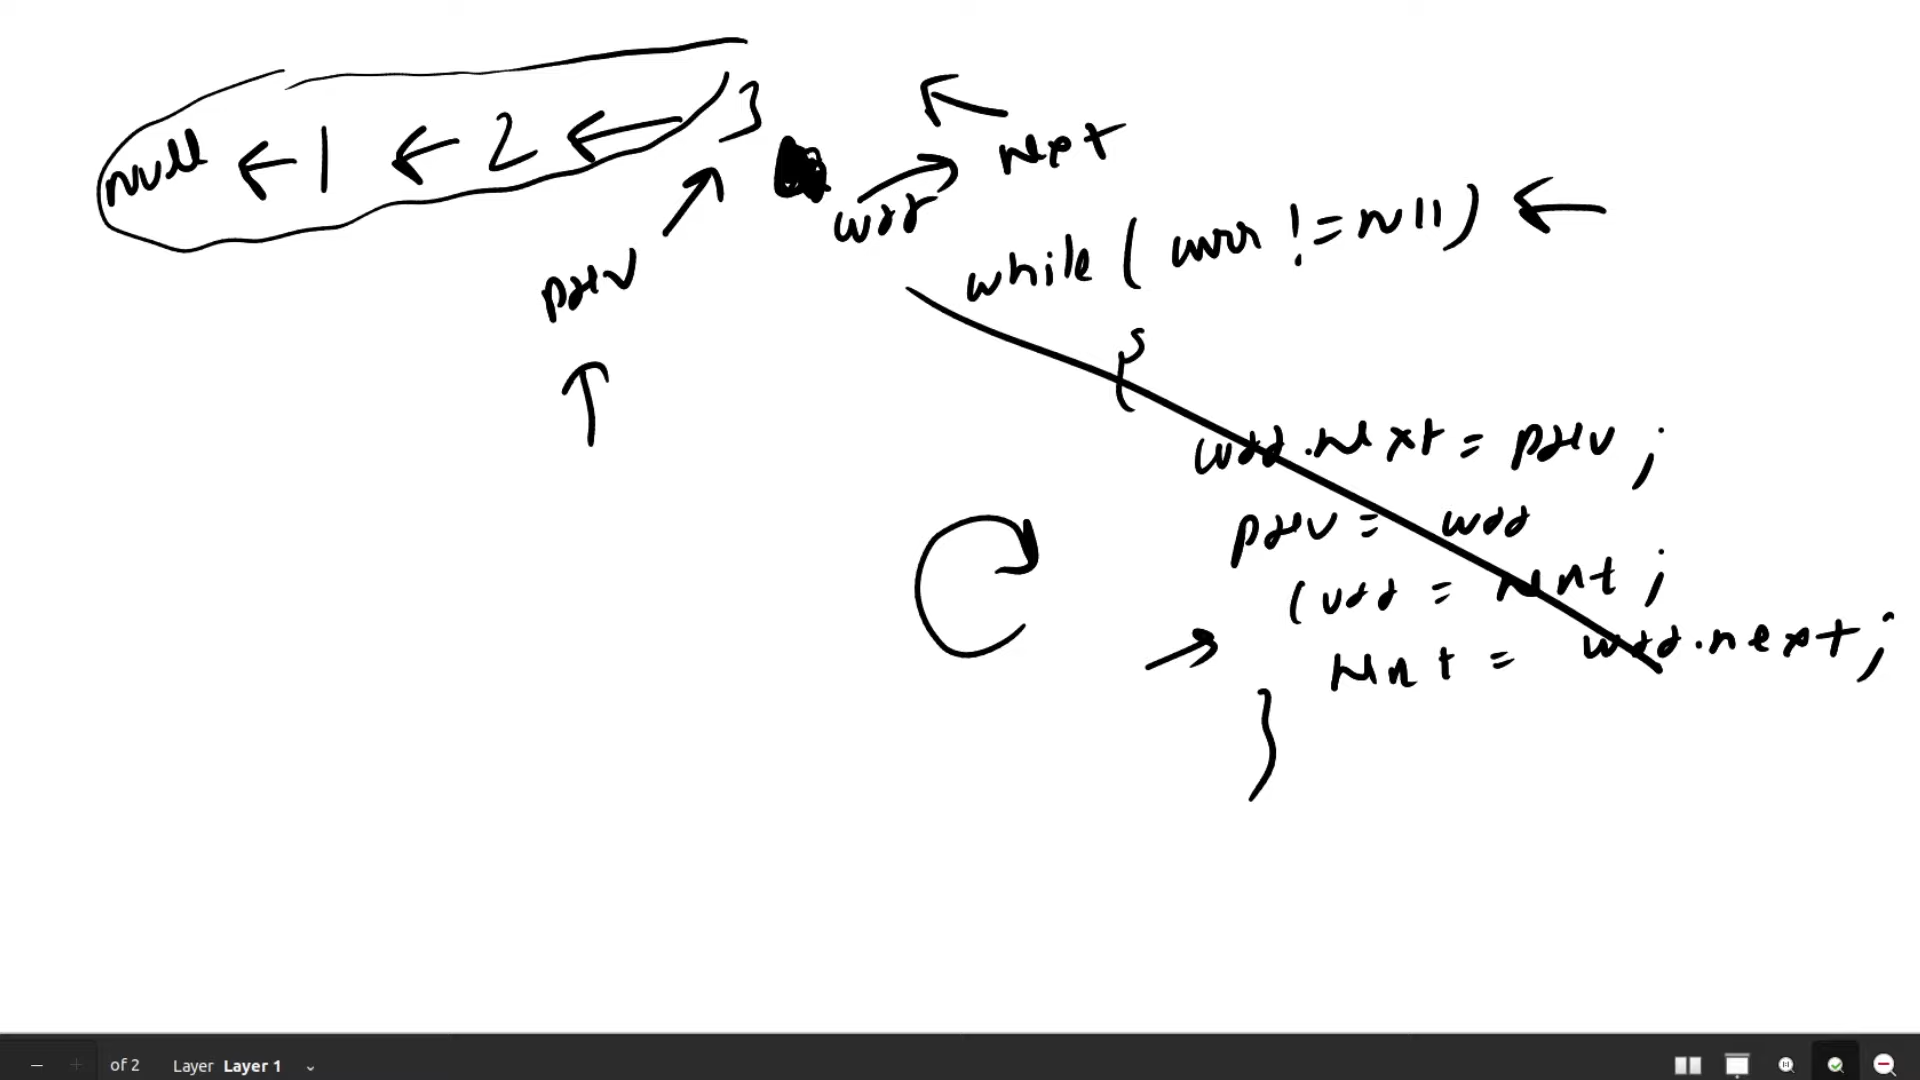 null ← 1 ← 2 ← 3
next
curr
prev
while ( curr != null) ←
{
curr.next = prev ;
prev = curr
curr = next ;
next = curr.next ;
}
of 2 Layer Layer 1